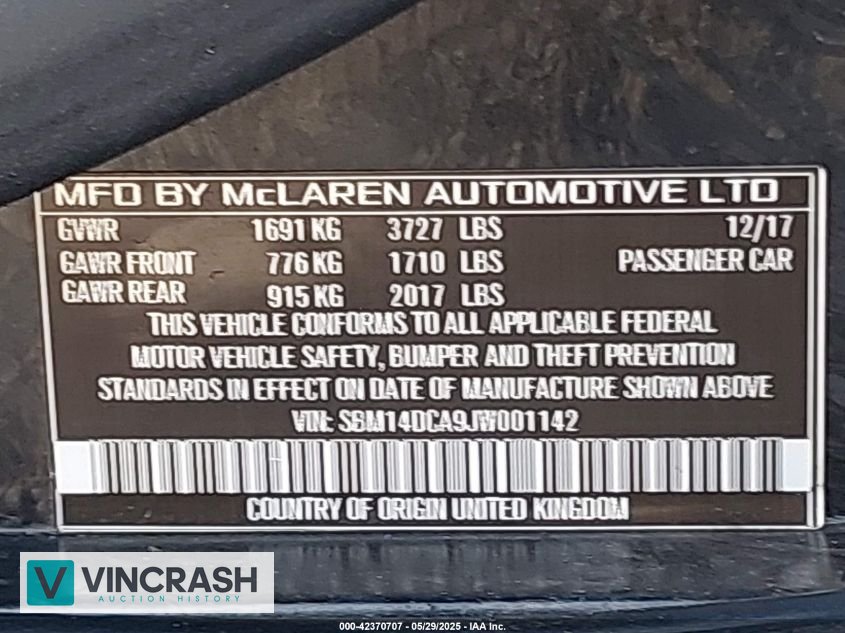 MFD BY McLAREN AUTOMOTIVE LTD
GVWR 1691 KG 3727 LBS 12/17
GAWR FRONT 776 KG 1710 LBS PASSENGER CAR
GAWR REAR 915 KG 2017 LBS
THIS VEHICLE CONFORMS TO ALL APPLICABLE FEDERAL
MOTOR VEHICLE SAFETY, BUMPER AND THEFT PREVENTION
STANDARDS IN EFFECT ON DATE OF MANUFACTURE SHOWN ABOVE
VIN: SBM14DCA9JW001142
COUNTRY OF ORIGIN UNITED KINGDOM
V VINCRASH
AUCTION HISTORY
000-42370707 - 05/29/2025 - IAA Inc.